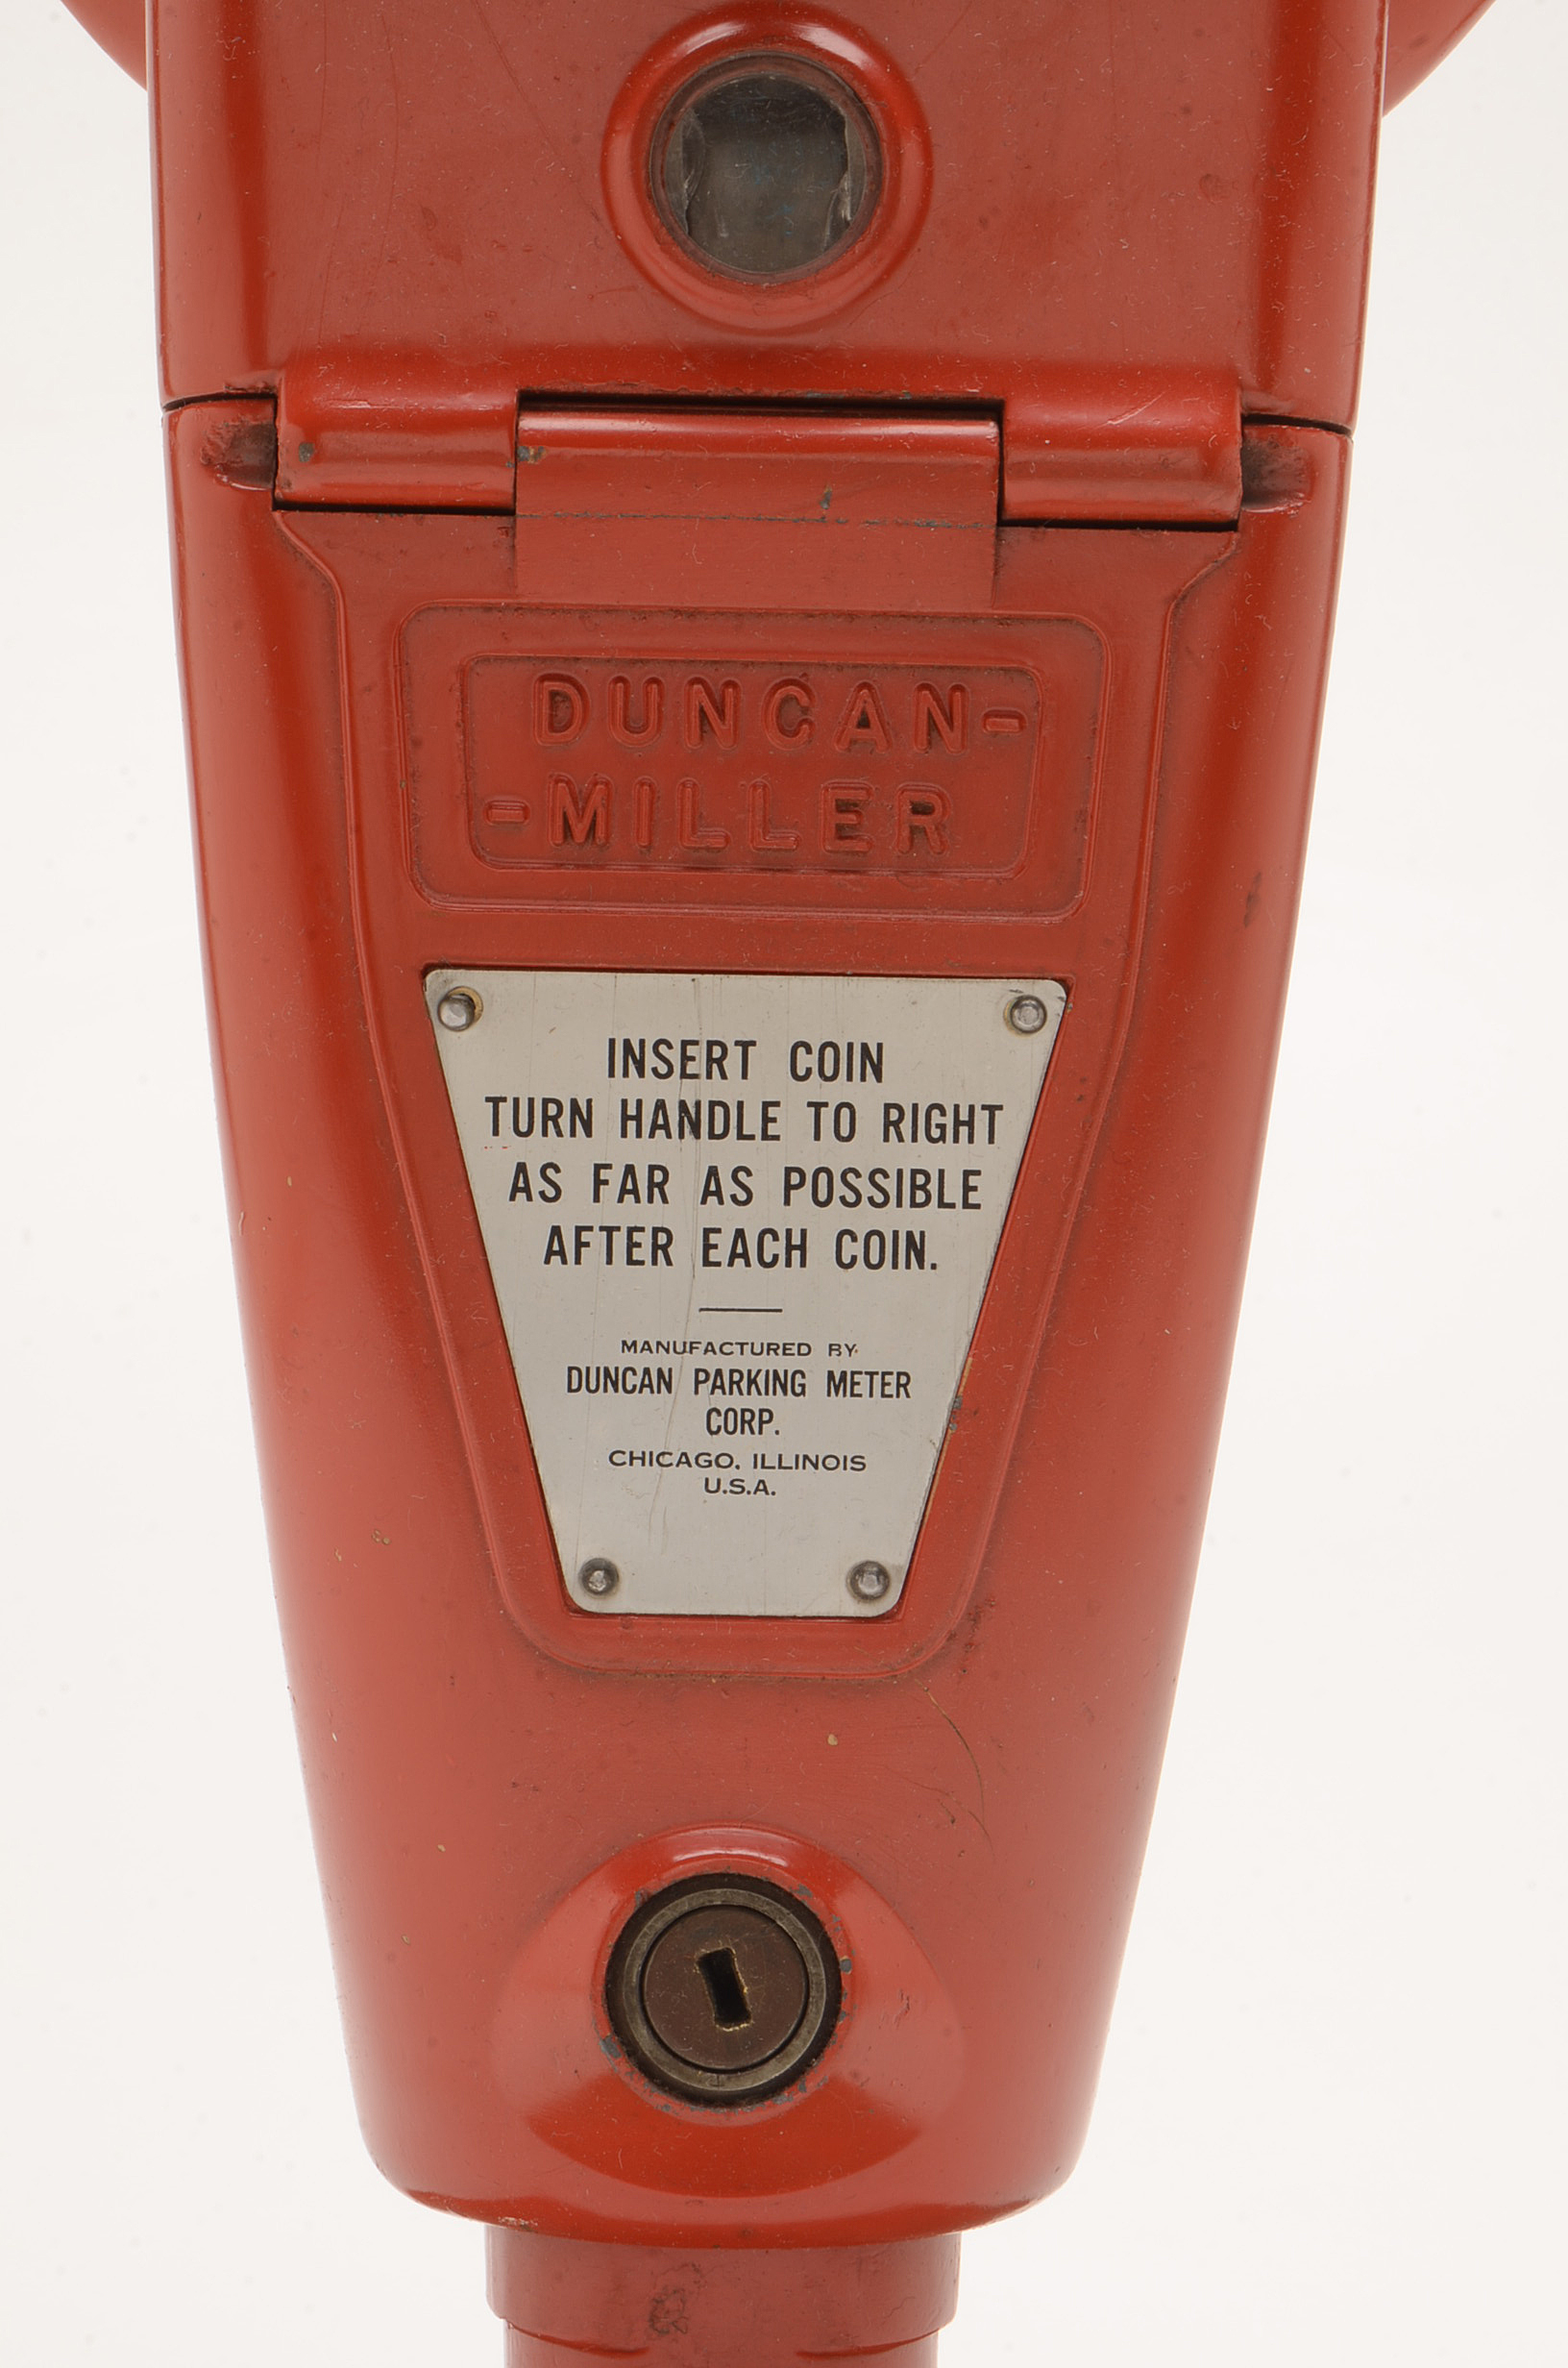 DUNCAN-
-MILLER
INSERT COIN
TURN HANDLE TO RIGHT
AS FAR AS POSSIBLE
AFTER EACH COIN.
MANUFACTURED BY
DUNCAN PARKING METER
CORP.
CHICAGO, ILLINOIS
U.S.A.